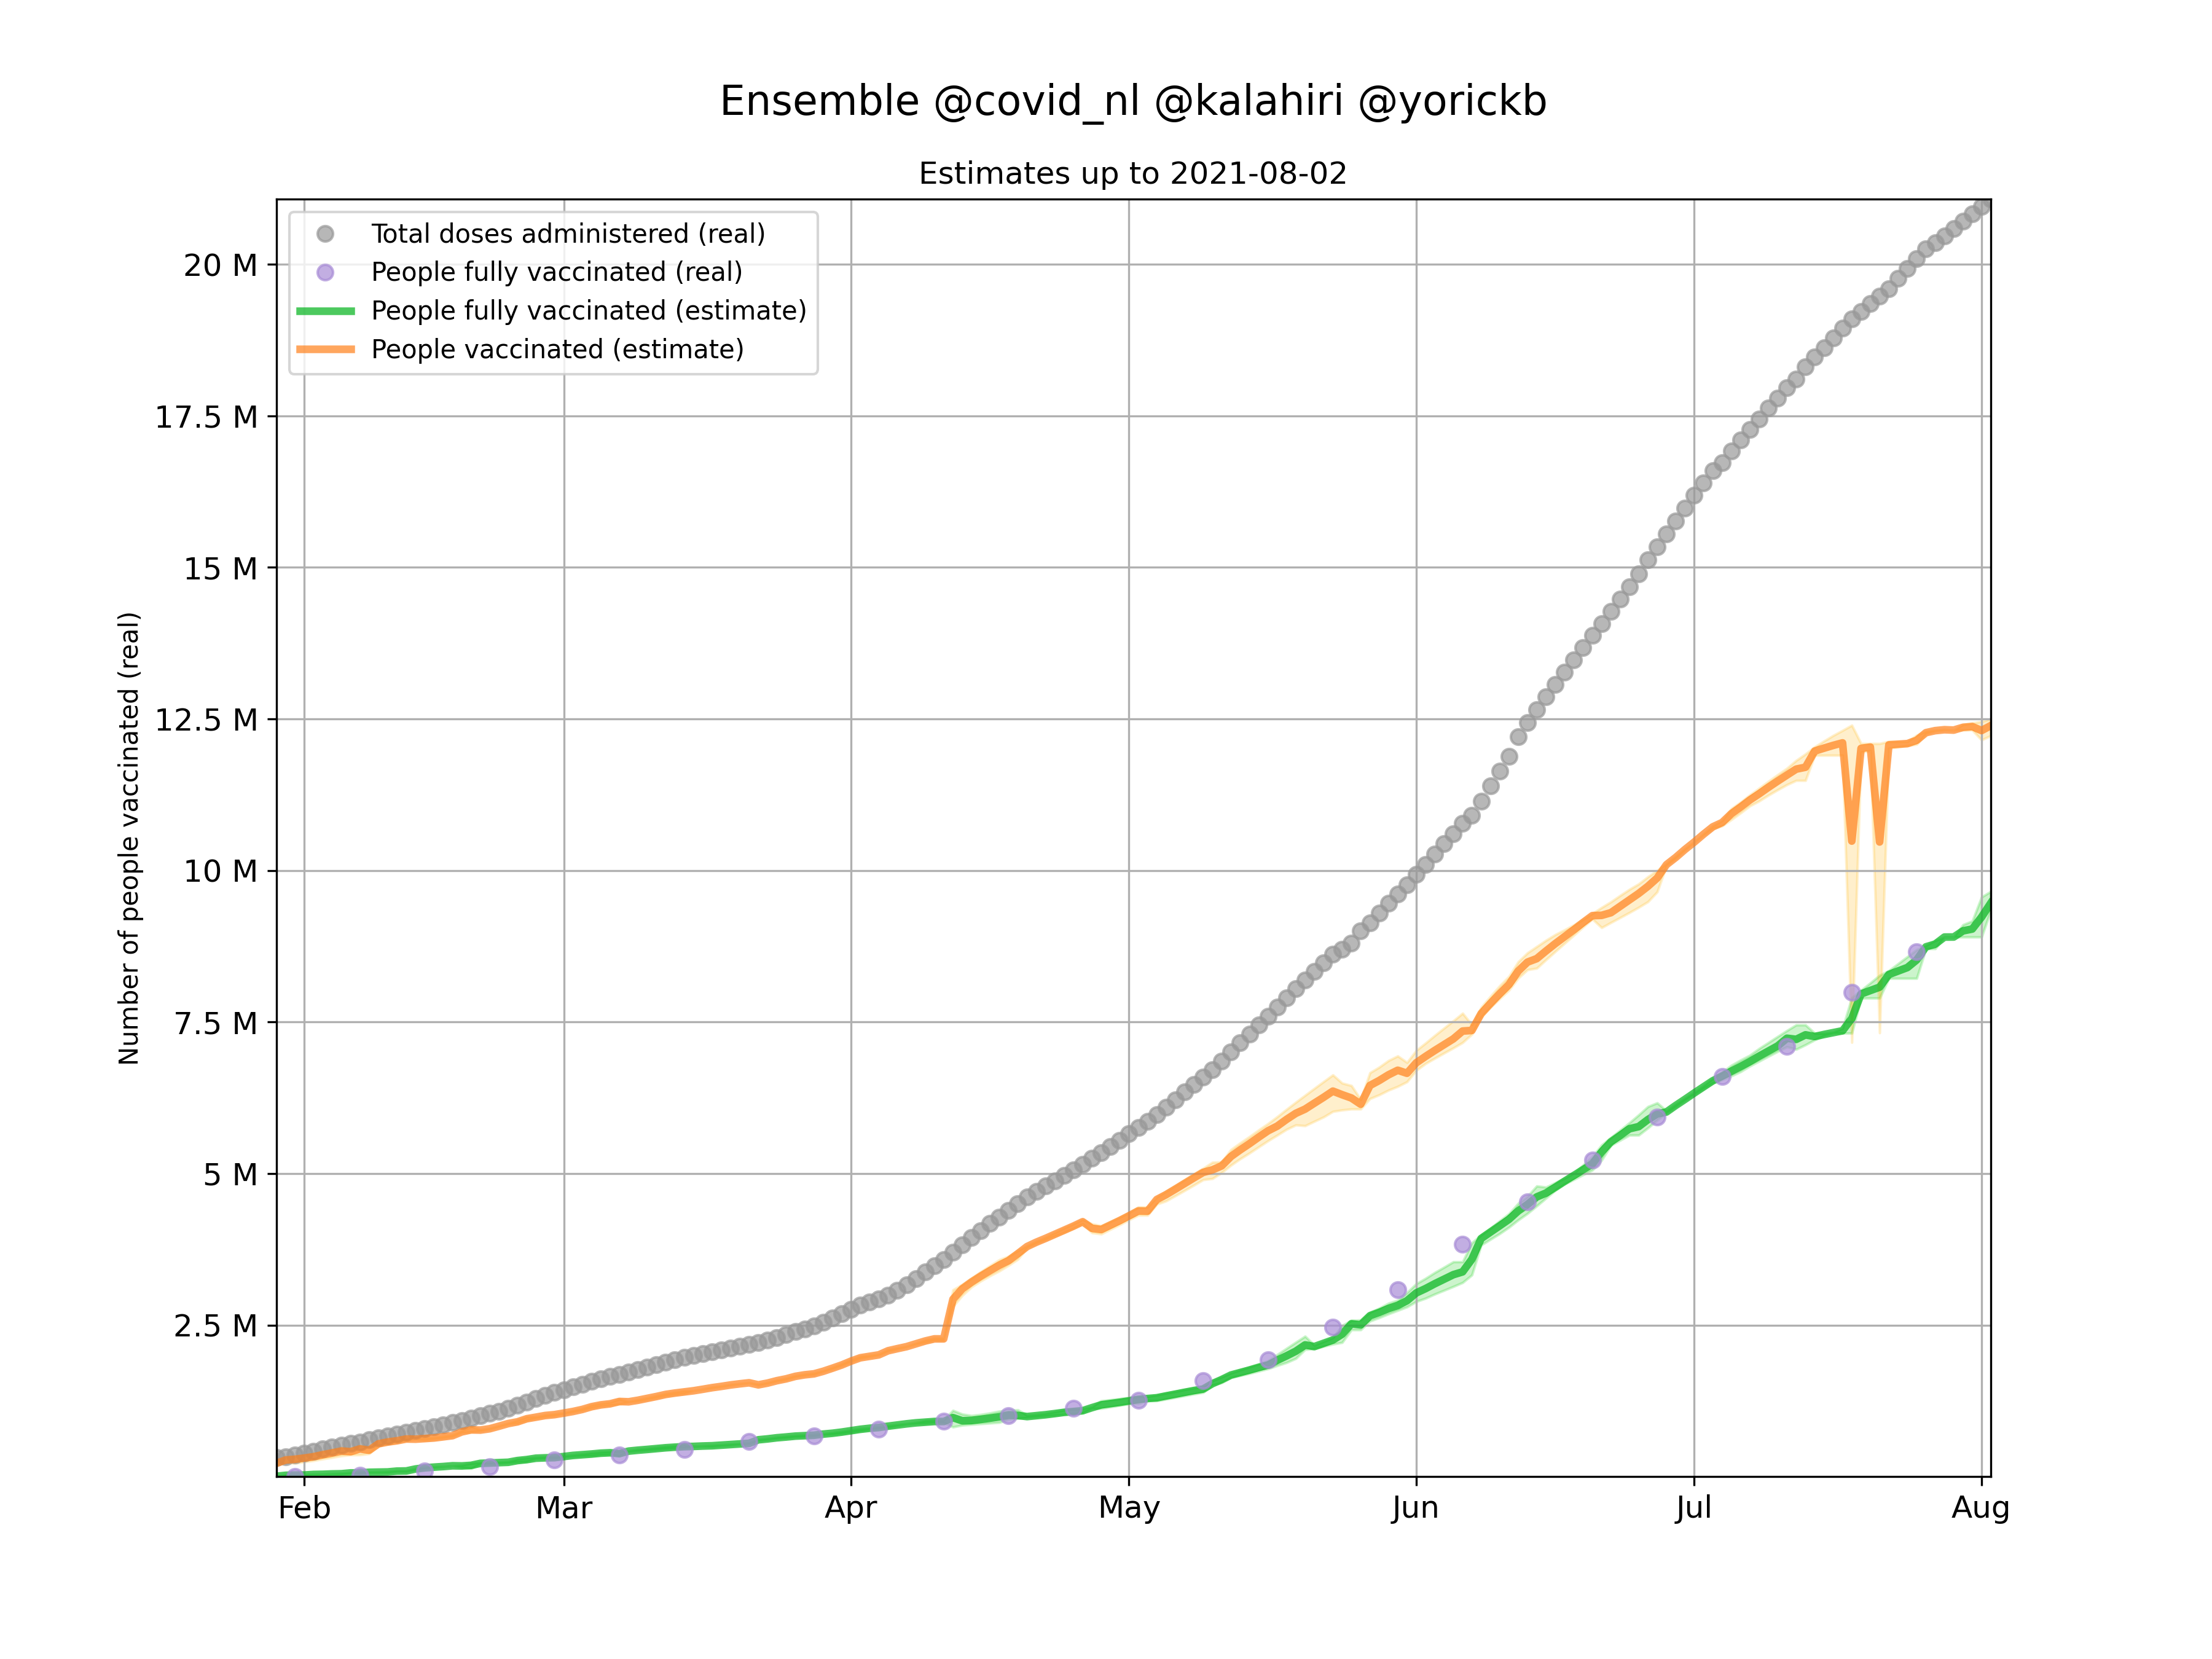 Ensemble @covid_nl @kalahiri @yorickb
Estimates up to 2021-08-02
Total doses administered (real)
People fully vaccinated (real)
People fully vaccinated (estimate)
People vaccinated (estimate)
Number of people vaccinated (real)
20 M
17.5 M
15 M
12.5 M
10 M
7.5 M
5 M
2.5 M
Feb Mar Apr May Jun Jul Aug